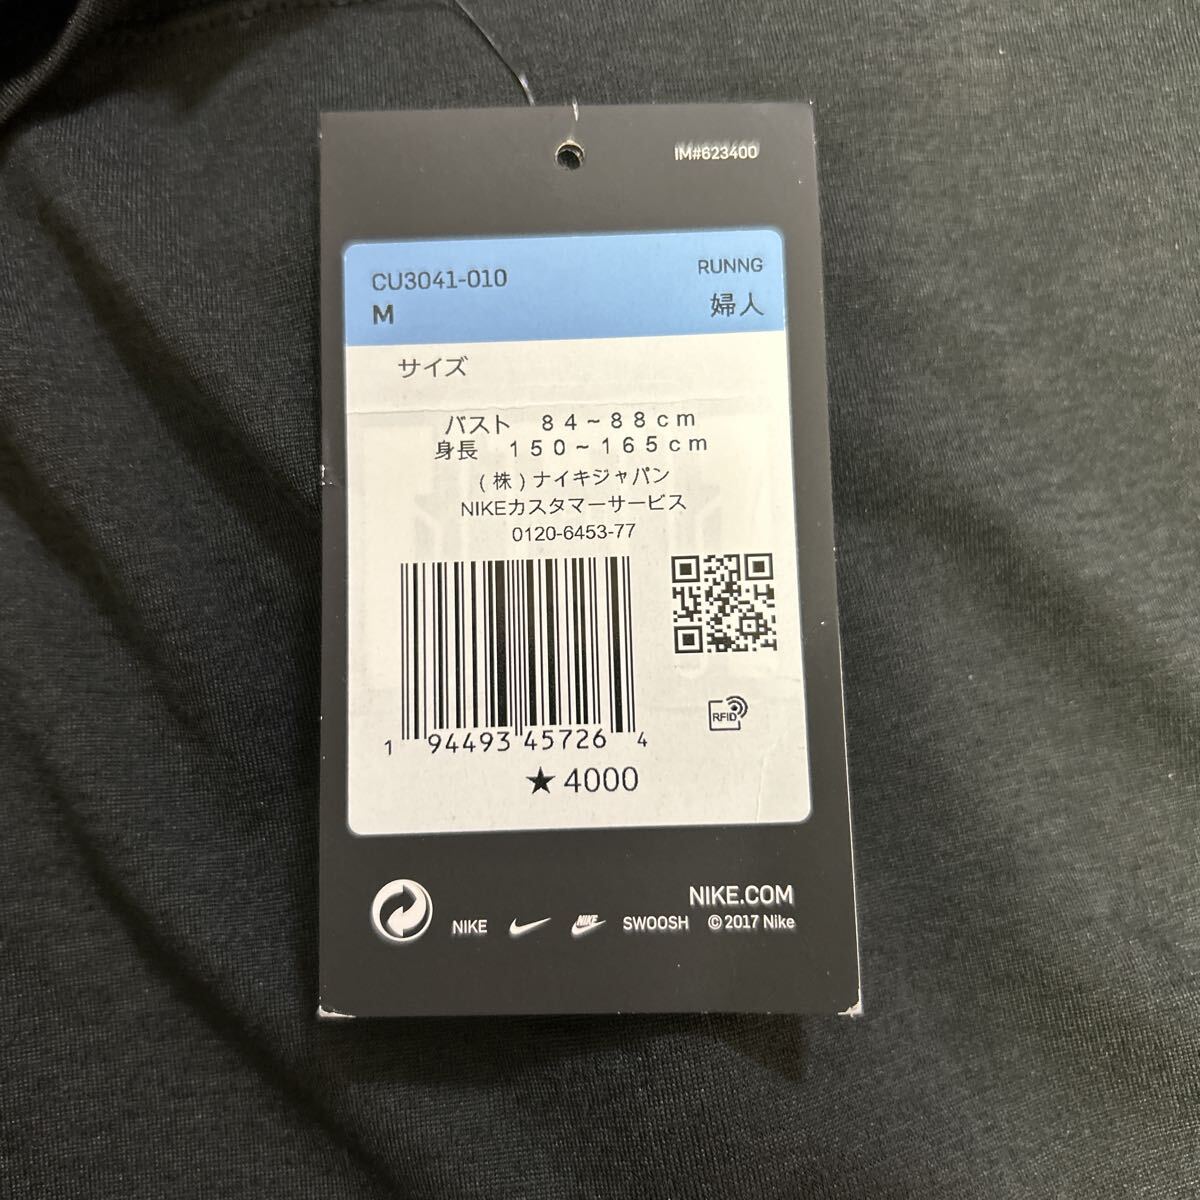 IM#623400
CU3041-010
RUNNG
M
婦人
サイズ
バスト　８４～８８ｃｍ
身長　１５０～１６５ｃｍ
(株)ナイキジャパン
NIKEカスタマーサービス
0120-6453-77
RFID
1 94493 45726 4
★4000
NIKE.COM
NIKE NIKE SWOOSH ©2017 Nike